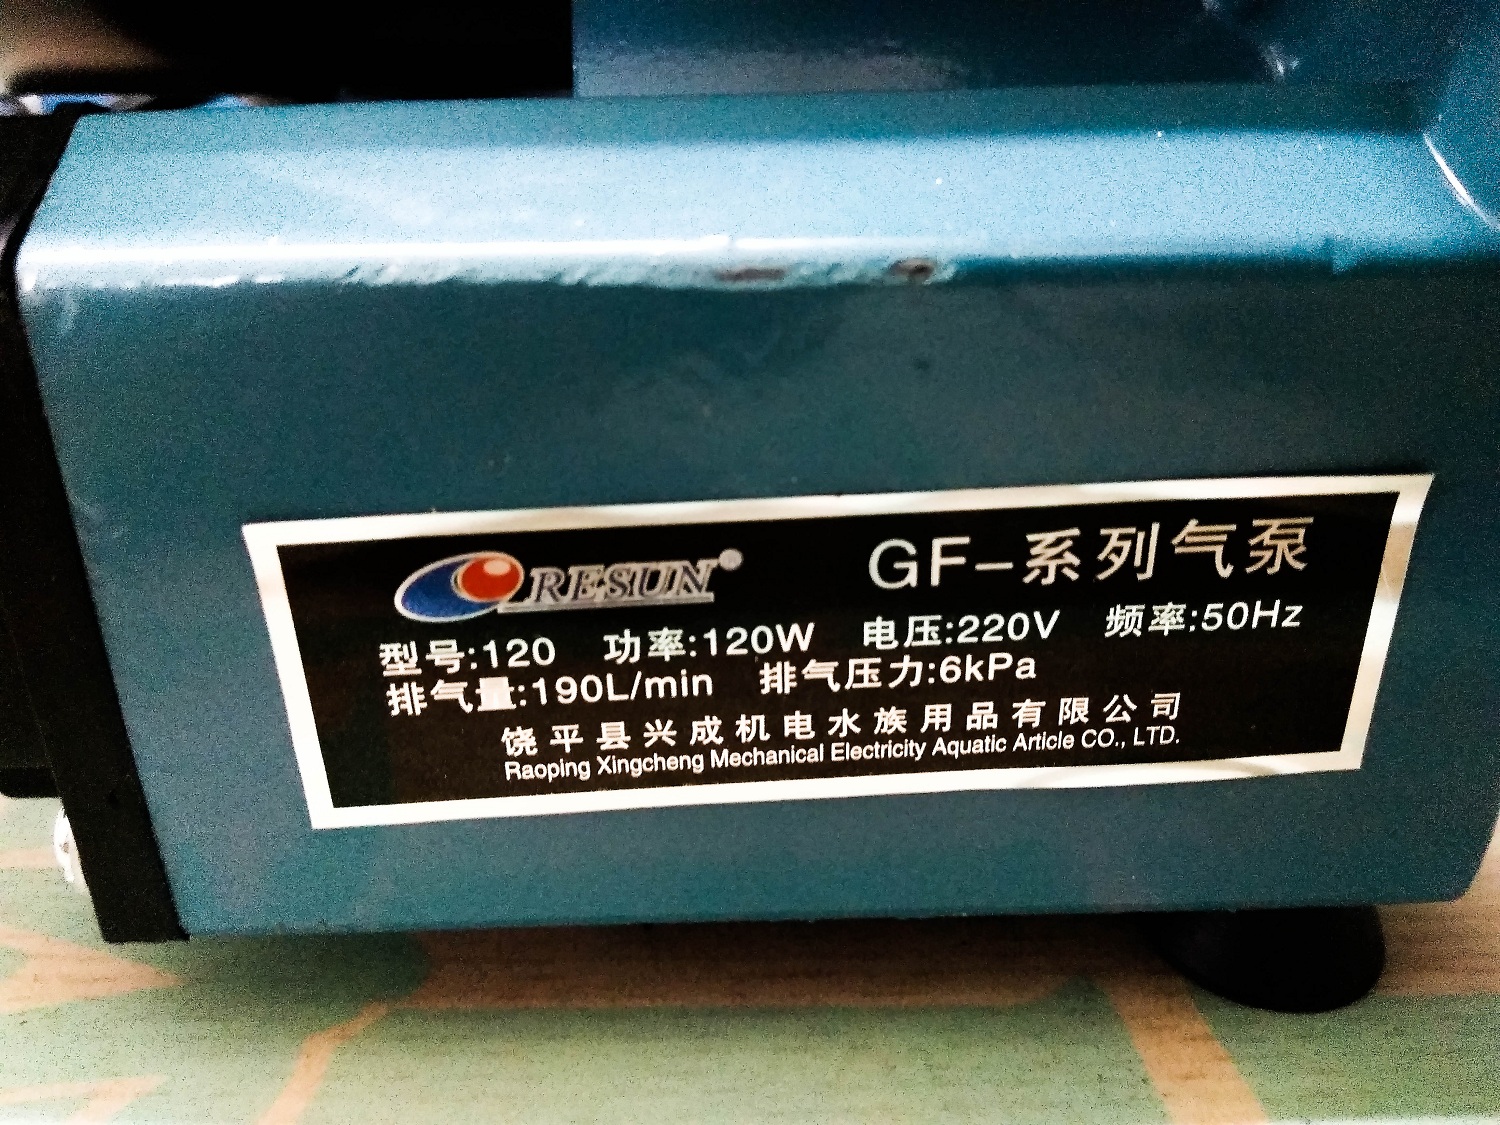 RESUN® GF-系列气泵
型号:120 功率:120W 电压:220V 频率:50Hz
排气量:190L/min 排气压力:6kPa
饶平县兴成机电水族用品有限公司
Raoping Xingcheng Mechanical Electricity Aquatic Article CO., LTD.